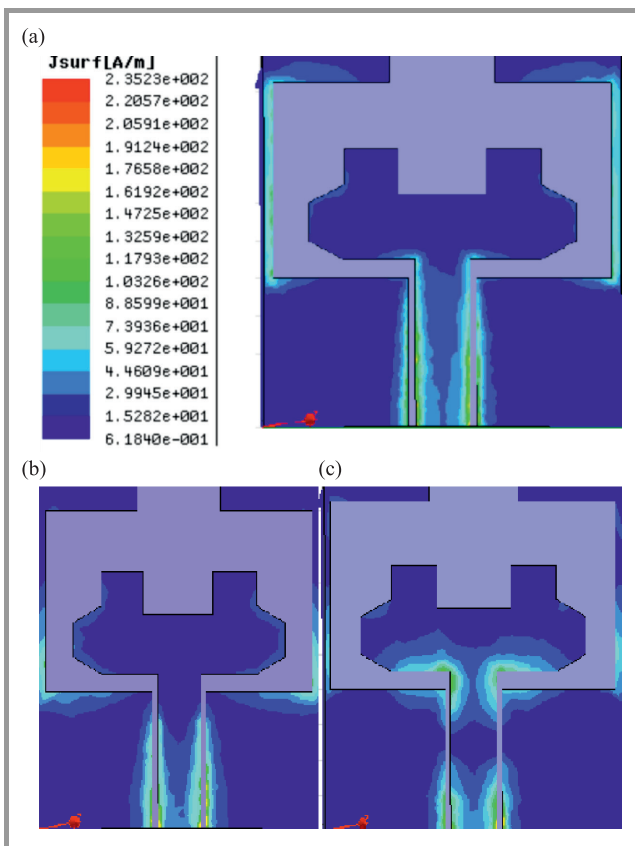 (a)
Jsurf[A/m]
2.3523e+002
2.2057e+002
2.0591e+002
1.9124e+002
1.7658e+002
1.6192e+002
1.4725e+002
1.3259e+002
1.1793e+002
1.0326e+002
8.8599e+001
7.3936e+001
5.9272e+001
4.4609e+001
2.9945e+001
1.5282e+001
6.1840e-001
(b)
(c)